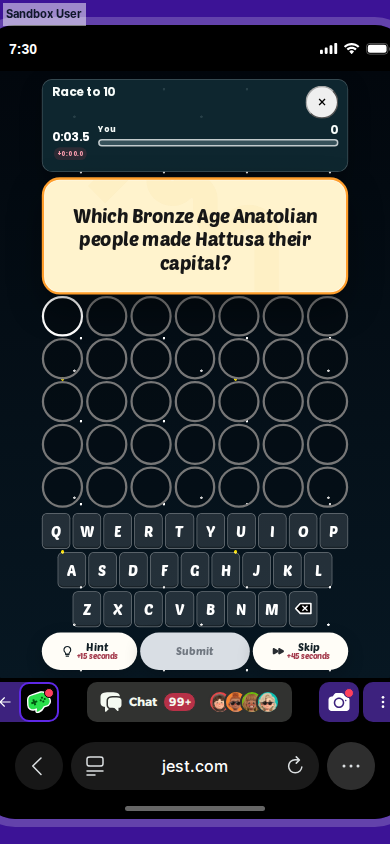 Sandbox User
7:30
Race to 10
×
You
0
0:03.5
+0:00.0
Which Bronze Age Anatolian
people made Hattusa their
capital?
Q W E R T Y U I O P
A S D F G H J K L
Z X C V B N M
Hint
+15 seconds
Submit
Skip
+45 seconds
Chat 99+
jest.com